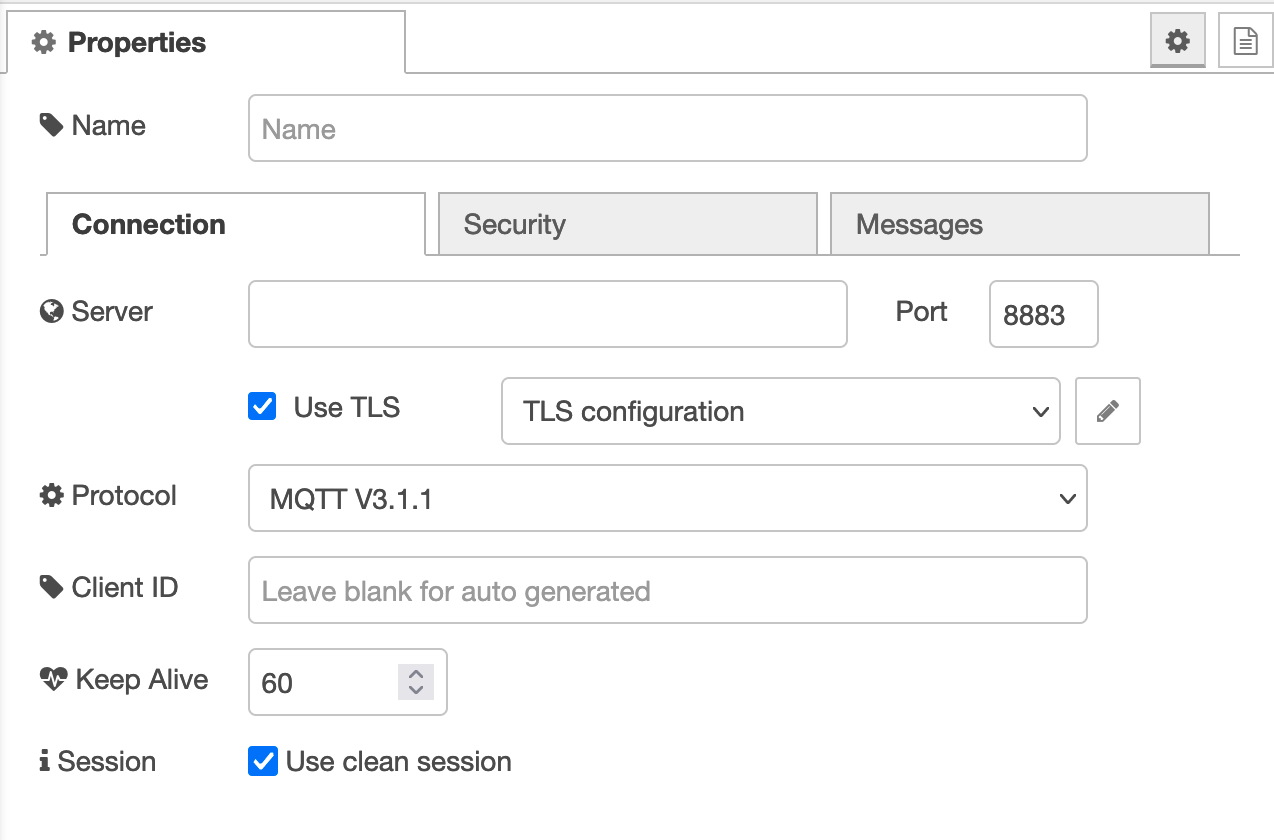 Properties
Name
Name
Connection
Security
Messages
Server
Port
8883
Use TLS
TLS configuration
Protocol
MQTT V3.1.1
Client ID
Leave blank for auto generated
Keep Alive
60
Session
Use clean session